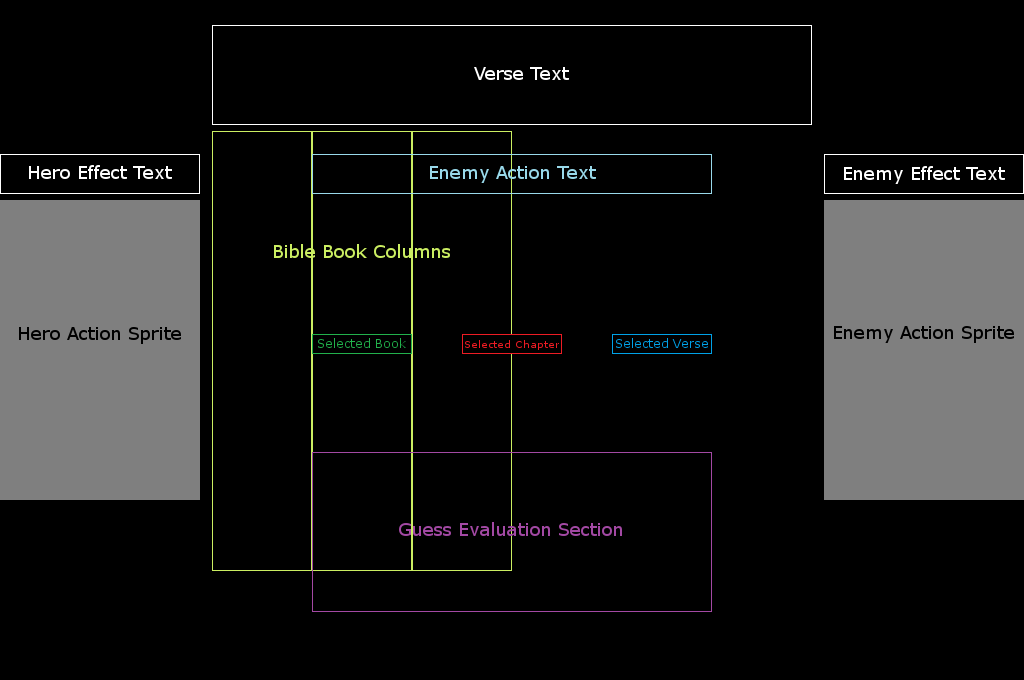 Verse Text
Hero Effect Text
Enemy Action Text
Enemy Effect Text
Bible Book Columns
Hero Action Sprite
Selected Book
Selected Chapter
Selected Verse
Enemy Action Sprite
Guess Evaluation Section